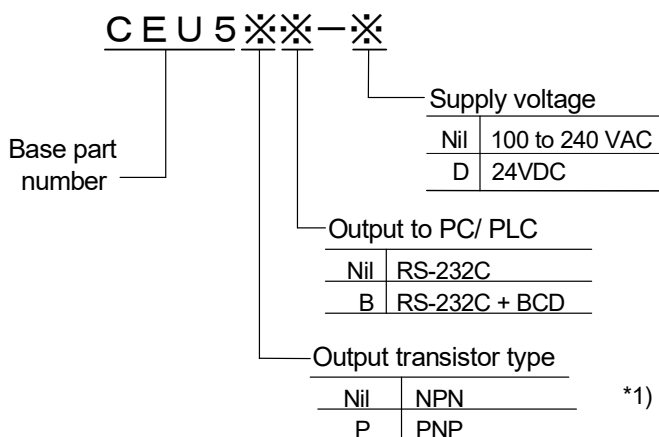 CEU5※※-※
Supply voltage
Nil 100 to 240 VAC
D 24VDC
Base part
number
Output to PC/ PLC
Nil RS-232C
B RS-232C + BCD
Output transistor type
Nil NPN *1)
P PNP